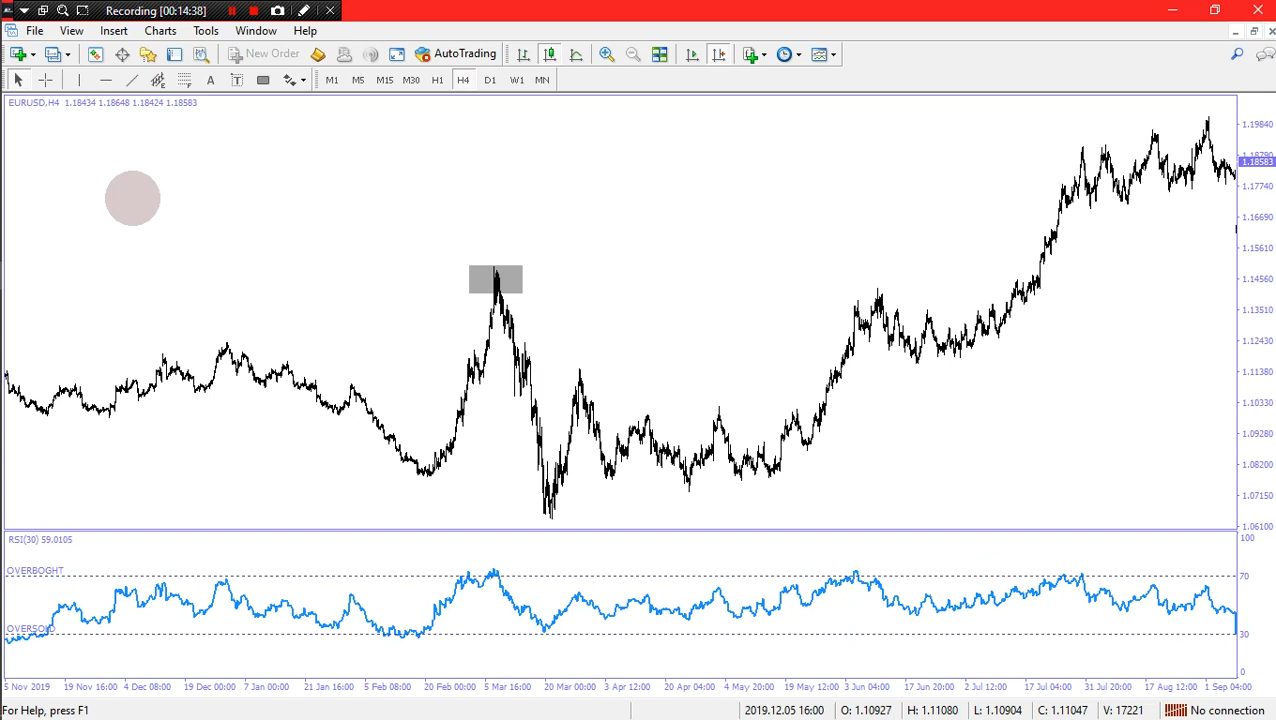 Recording [00:14:38]
File View Insert Charts Tools Window Help
New Order AutoTrading
A T M1 M5 M15 M30 H1 H4 D1 W1 MN
EURUSD,H4 1.18434 1.18648 1.18424 1.18583
1.19840
1.18790
1.18583
1.17740
1.16690
1.15610
1.14560
1.13510
1.12430
1.11380
1.10330
1.09280
1.08200
1.07150
1.06100
RSI(30) 59.0105
100
OVERBOGHT
70
OVERSOLD
30
0
5 Nov 2019 19 Nov 16:00 4 Dec 08:00 19 Dec 00:00 7 Jan 00:00 21 Jan 16:00 5 Feb 08:00 20 Feb 00:00 5 Mar 16:00 20 Mar 00:00 3 Apr 12:00 20 Apr 04:00 4 May 20:00 19 May 12:00 3 Jun 04:00 17 Jun 20:00 2 Jul 12:00 17 Jul 04:00 31 Jul 20:00 17 Aug 12:00 1 Sep 04:00
For Help, press F1 2019.12.05 16:00 O: 1.10927 H: 1.11080 L: 1.10904 C: 1.11047 V: 17221 No connection